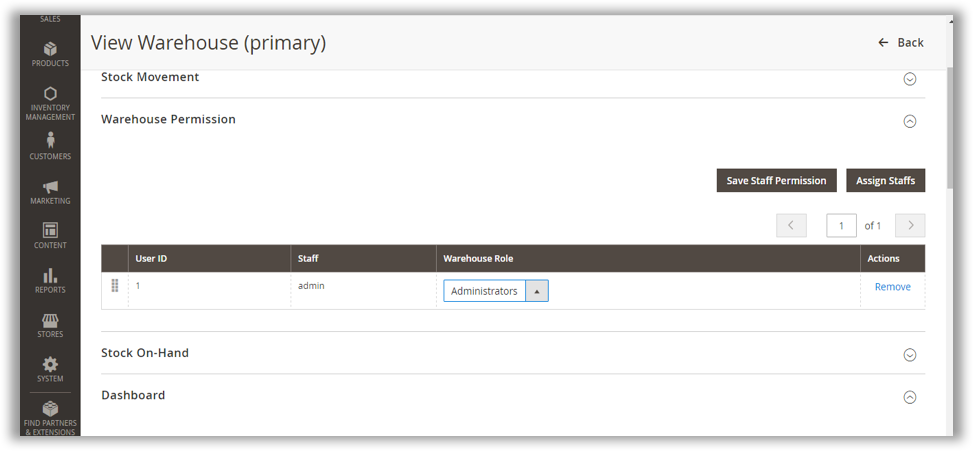 SALES
PRODUCTS
INVENTORY
MANAGEMENT
CUSTOMERS
MARKETING
CONTENT
REPORTS
STORES
SYSTEM
FIND PARTNERS
& EXTENSIONS
View Warehouse (primary)
Back
Stock Movement
Warehouse Permission
Save Staff Permission Assign Staffs
1 of 1
User ID Staff Warehouse Role Actions
1 admin Administrators Remove
Stock On-Hand
Dashboard